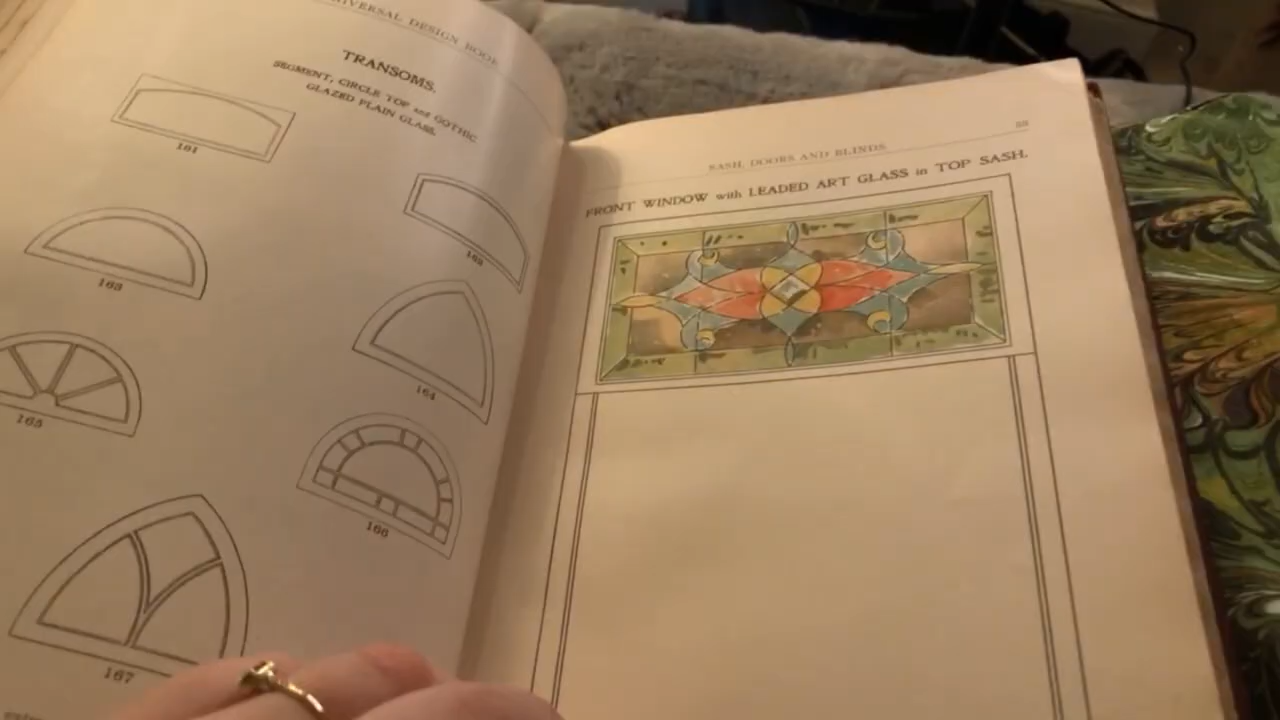 UNIVERSAL DESIGN BOOK
TRANSOMS.
SEGMENT, CIRCLE TOP and GOTHIC
GLAZED PLAIN GLASS.
161
162
163
164
165
166
167
SASH, DOORS AND BLINDS
FRONT WINDOW with LEADED ART GLASS in TOP SASH.